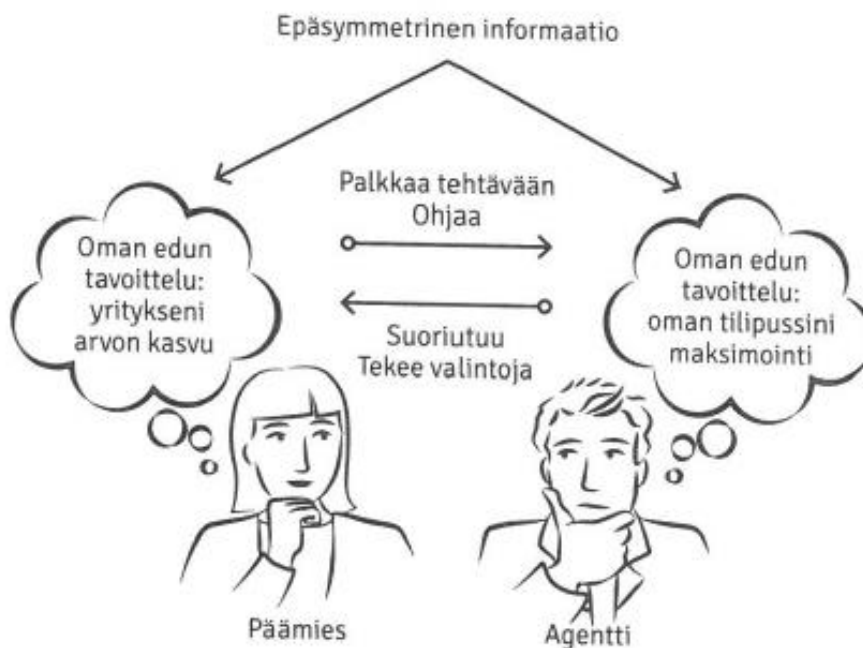 Epäsymmetrinen informaatio
Palkkaa tehtävään
Ohjaa
Oman edun
tavoittelu:
yritykseni
arvon kasvu
Oman edun
tavoittelu:
oman tilipussini
maksimointi
Suoriutuu
Tekee valintoja
Päämies
Agentti